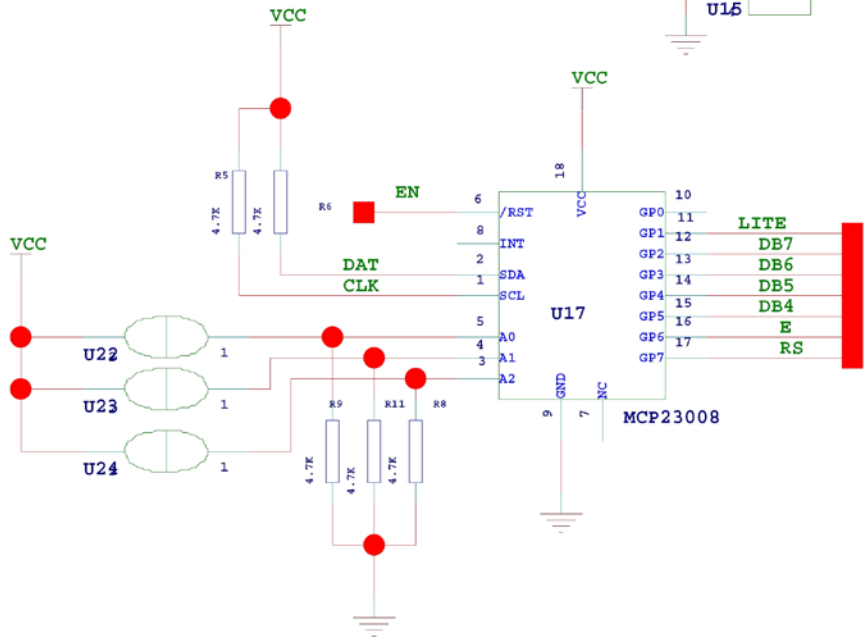 VCC
U15
VCC
R5
R6
4.7K
4.7K
EN
DAT
CLK
VCC
U22
1
U23
1
U24
1
R9
R11
R8
4.7K
4.7K
4.7K
18
VCC
6
/RST
8
INT
2
SDA
1
SCL
5
A0
4
A1
3
A2
U17
10
GP0
11
GP1
LITE
12
GP2
DB7
13
GP3
DB6
14
GP4
DB5
15
GP5
DB4
16
GP6
E
17
GP7
RS
GND
NC
9
7
MCP23008